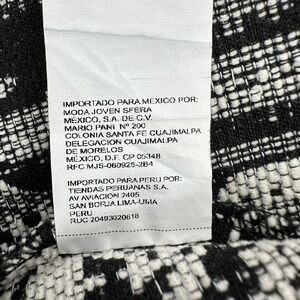 IMPORTADO PARA MEXICO POR:
MODA JOVEN SFERA
MÉXICO, S.A. DE C.V.
MARIO PANI Nº 200
COLONIA SANTA FE CUAJIMALPA
DELEGACION CUAJIMALPA
DE MORELOS
MÉXICO, D.F. CP 05348
RFC MJS-060925-2B4
IMPORTADO PARA PERU POR:
TIENDAS PERUANAS S.A.
AV AVIACION 2405
SAN BORJA LIMA-LIMA
PERU
RUC 20493020618